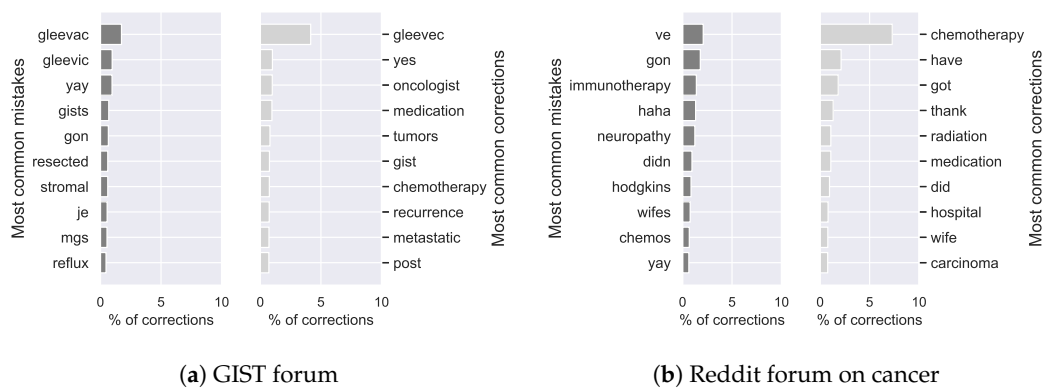 Most common mistakes
gleevac
gleevic
yay
gists
gon
resected
stromal
je
mgs
reflux
0 5 10
% of corrections
gleevec
yes
oncologist
medication
tumors
gist
chemotherapy
recurrence
metastatic
post
Most common corrections
0 5 10
% of corrections
(a) GIST forum
Most common mistakes
ve
gon
immunotherapy
haha
neuropathy
didn
hodgkins
wifes
chemos
yay
0 5 10
% of corrections
chemotherapy
have
got
thank
radiation
medication
did
hospital
wife
carcinoma
Most common corrections
0 5 10
% of corrections
(b) Reddit forum on cancer